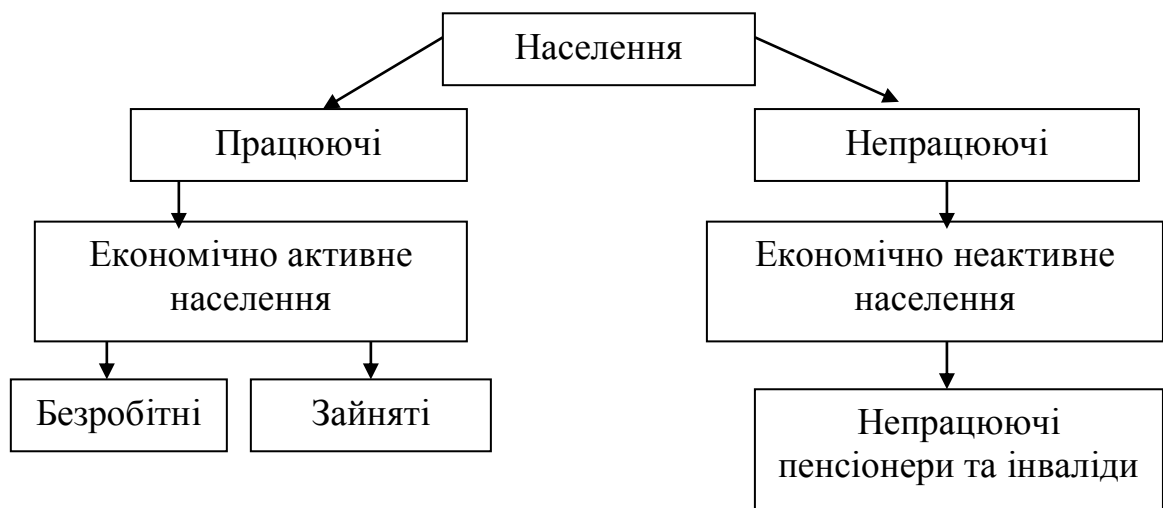 Населення
Працюючі
Непрацюючі
Економічно активне
населення
Економічно неактивне
населення
Безробітні
Зайняті
Непрацюючі
пенсіонери та інваліди